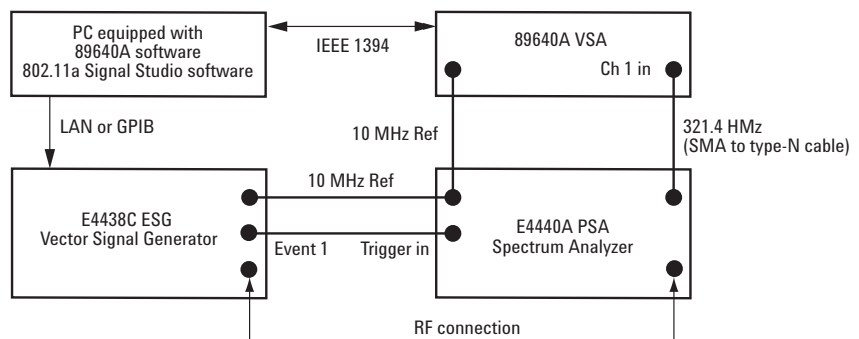 PC equipped with
89640A software
802.11a Signal Studio software
IEEE 1394
89640A VSA
Ch 1 in
LAN or GPIB
10 MHz Ref
321.4 HMz
(SMA to type-N cable)
10 MHz Ref
E4438C ESG
Vector Signal Generator
E4440A PSA
Spectrum Analyzer
Event 1
Trigger in
RF connection